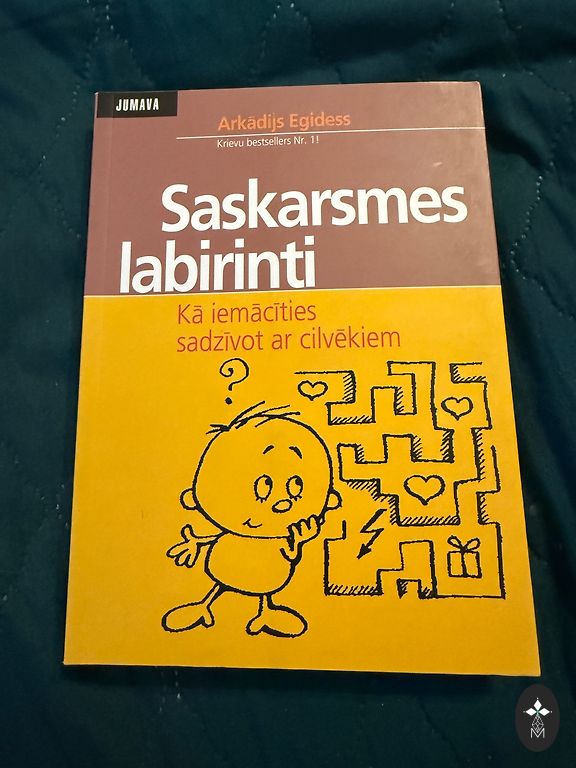 JUMAVA
Arkādijs Egidess
Krievu bestsellers Nr. 1!
Saskarsmes
labirinti
Kā iemācīties
sadzīvot ar cilvēkiem
?
M